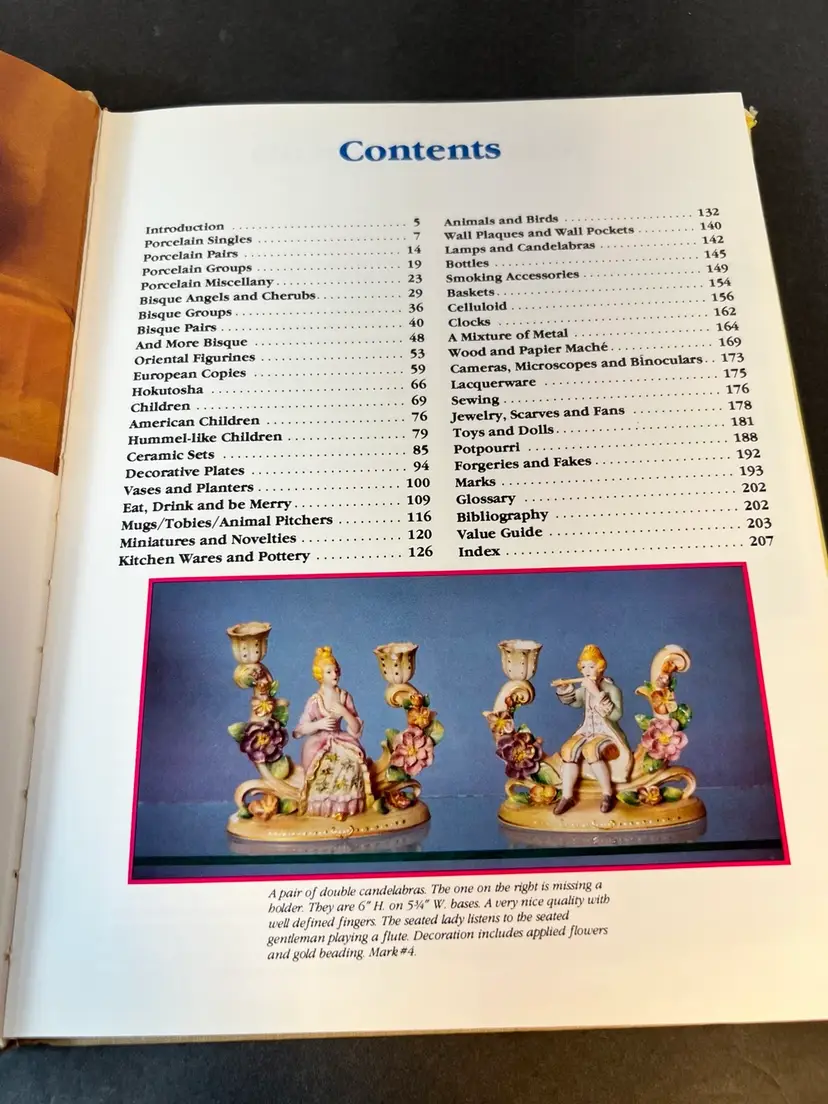 Contents
Introduction . . . . . . . . . . . . . . . . . . . . 5
Porcelain Singles . . . . . . . . . . . . . . . . . . . . 7
Porcelain Pairs . . . . . . . . . . . . . . . . . . . . 14
Porcelain Groups . . . . . . . . . . . . . . . . . . . . 19
Porcelain Miscellany . . . . . . . . . . . . . . . . . . . . 23
Bisque Angels and Cherubs . . . . . . . . . . . . . . . . . . . . 29
Bisque Groups . . . . . . . . . . . . . . . . . . . . 36
Bisque Pairs . . . . . . . . . . . . . . . . . . . . 40
And More Bisque . . . . . . . . . . . . . . . . . . . . 48
Oriental Figurines . . . . . . . . . . . . . . . . . . . . 53
European Copies . . . . . . . . . . . . . . . . . . . . 59
Hokutosha . . . . . . . . . . . . . . . . . . . . 66
Children . . . . . . . . . . . . . . . . . . . . 69
American Children . . . . . . . . . . . . . . . . . . . . 76
Hummel-like Children . . . . . . . . . . . . . . . . . . . . 79
Ceramic Sets . . . . . . . . . . . . . . . . . . . . 85
Decorative Plates . . . . . . . . . . . . . . . . . . . . 94
Vases and Planters . . . . . . . . . . . . . . . . . . . . 100
Eat, Drink and be Merry . . . . . . . . . . . . . . . . . . . . 109
Mugs/Tobies/Animal Pitchers . . . . . . . . . . . . . . . . . . . . 116
Miniatures and Novelties . . . . . . . . . . . . . . . . . . . . 120
Kitchen Wares and Pottery . . . . . . . . . . . . . . . . . . . . 126
Animals and Birds . . . . . . . . . . . . . . . . . . . . 132
Wall Plaques and Wall Pockets . . . . . . . . . . . . . . . . . . . . 140
Lamps and Candelabras . . . . . . . . . . . . . . . . . . . . 142
Bottles . . . . . . . . . . . . . . . . . . . . 145
Smoking Accessories . . . . . . . . . . . . . . . . . . . . 149
Baskets . . . . . . . . . . . . . . . . . . . . 154
Celluloid . . . . . . . . . . . . . . . . . . . . 156
Clocks . . . . . . . . . . . . . . . . . . . . 162
A Mixture of Metal . . . . . . . . . . . . . . . . . . . . 164
Wood and Papier Maché . . . . . . . . . . . . . . . . . . . . 169
Cameras, Microscopes and Binoculars . . 173
Lacquerware . . . . . . . . . . . . . . . . . . . . 175
Sewing . . . . . . . . . . . . . . . . . . . . 176
Jewelry, Scarves and Fans . . . . . . . . . . . . . . . . . . . . 178
Toys and Dolls . . . . . . . . . . . . . . . . . . . . 181
Potpourri . . . . . . . . . . . . . . . . . . . . 188
Forgeries and Fakes . . . . . . . . . . . . . . . . . . . . 192
Marks . . . . . . . . . . . . . . . . . . . . 193
Glossary . . . . . . . . . . . . . . . . . . . . 202
Bibliography . . . . . . . . . . . . . . . . . . . . 202
Value Guide . . . . . . . . . . . . . . . . . . . . 203
Index . . . . . . . . . . . . . . . . . . . . 207
A pair of double candelabras. The one on the right is missing a
holder. They are 6" H. on 5¾" W. bases. A very nice quality with
well defined fingers. The seated lady listens to the seated
gentleman playing a flute. Decoration includes applied flowers
and gold beading. Mark #4.